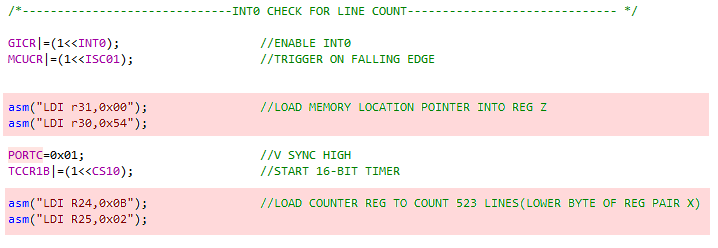 /*----------------------------INT0 CHECK FOR LINE COUNT---------------------------- */
GICR|=(1<<INT0); //ENABLE INT0
MCUCR|=(1<<ISC01); //TRIGGER ON FALLING EDGE
asm("LDI r31,0x00"); //LOAD MEMORY LOCATION POINTER INTO REG Z
asm("LDI r30,0x54");
PORTC=0x01; //V SYNC HIGH
TCCR1B|=(1<<CS10); //START 16-BIT TIMER
asm("LDI R24,0x0B"); //LOAD COUNTER REG TO COUNT 523 LINES(LOWER BYTE OF REG PAIR X)
asm("LDI R25,0x02");